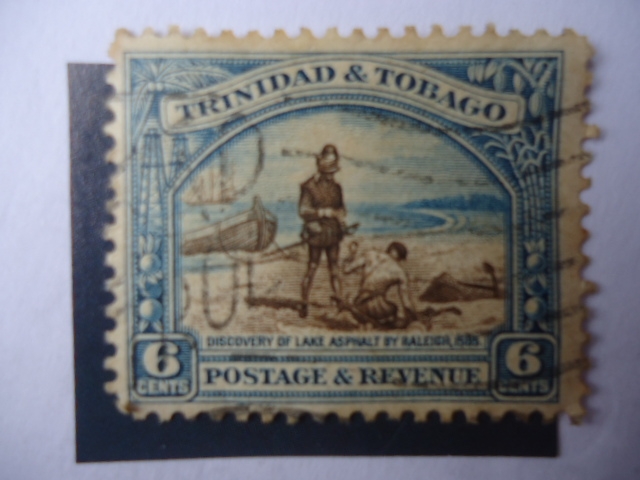 TRINIDAD & TOBAGO
DISCOVERY OF LAKE ASPHALT BY RALEIGH, 1595.
6 CENTS
POSTAGE & REVENUE
6 CENTS